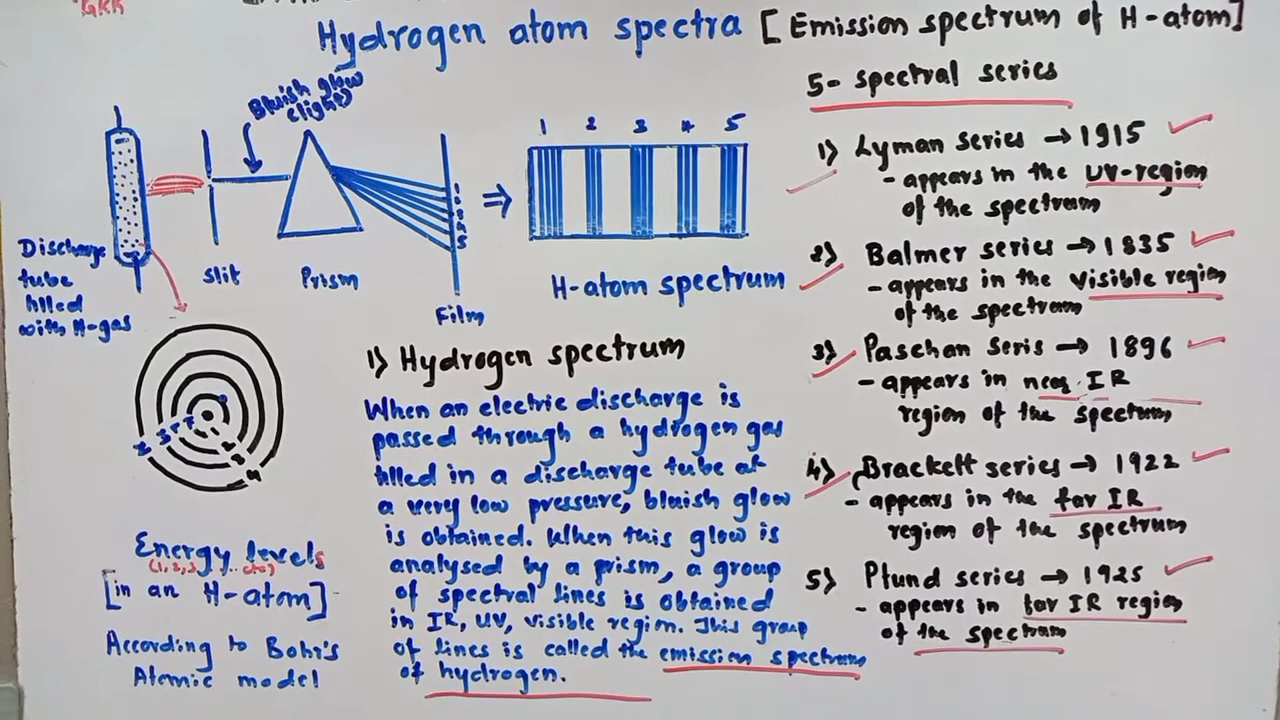 GRR
Hydrogen atom spectra [Emission spectrum of H-atom]
Bluish glow
(light)
Discharge
tube
filled
with H-gas
Slit
Prism
Film
1 2 3 4 5
H-atom spectrum
Energy levels
(1,2,3 ... etc)
[in an H-atom]
According to Bohr's
Atomic model
1) Hydrogen spectrum
When an electric discharge is
passed through a hydrogen gas
filled in a discharge tube at
a very low pressure, bluish glow
is obtained. When this glow is
analysed by a prism, a group
of spectral lines is obtained
in IR, UV, visible region. This group
of lines is called the emission spectrum
of hydrogen.
5- spectral series
1) Lyman series → 1915
- appears in the UV-region
of the spectrum
2) Balmer series → 1835
- appears in the visible region
of the spectrum
3) Paschan Seris → 1896
- appears in near IR
region of the spectum
4) Brackett series → 1922
- appears in the far IR
region of the spectrum
5) Pfund series → 1925
- appears in far IR region
of the spectram